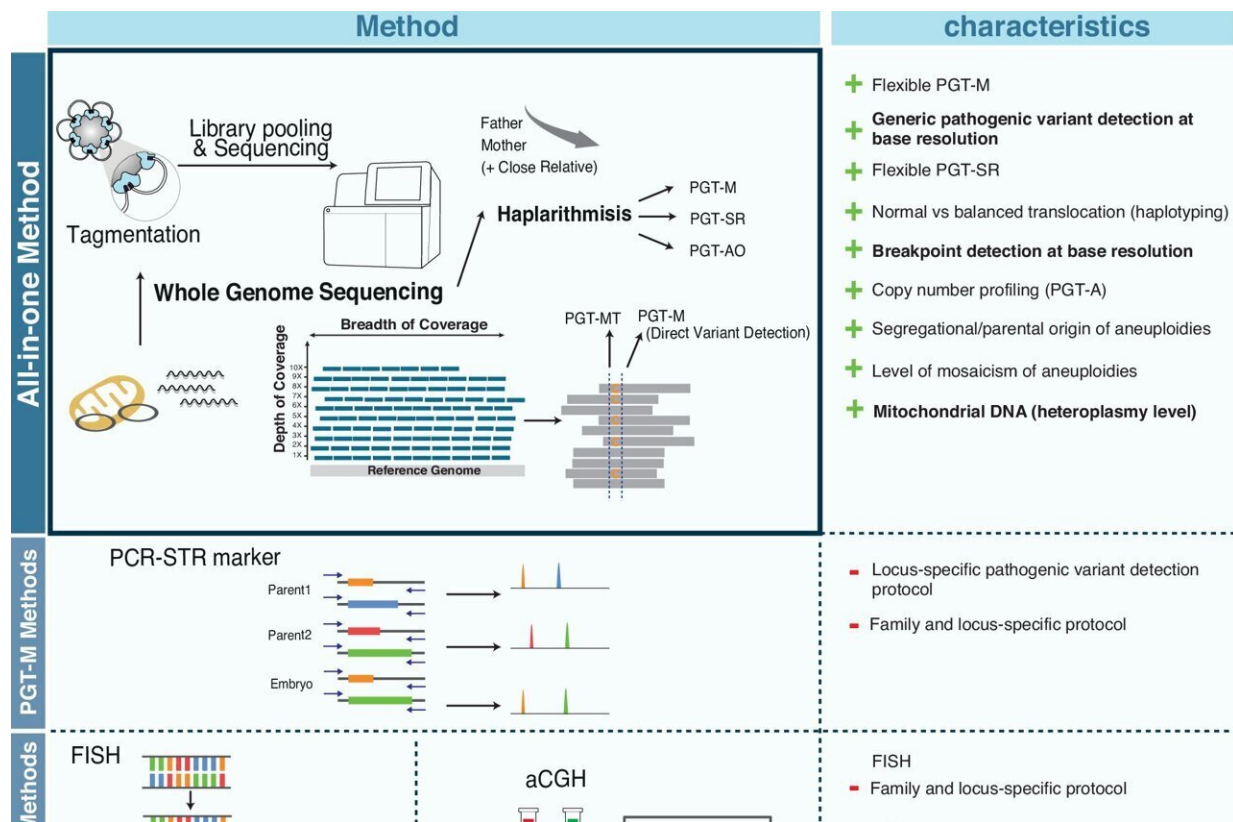 Method
characteristics
All-in-one Method
Library pooling
& Sequencing
Tagmentation
Father
Mother
(+ Close Relative)
Haplarithmisis
PGT-M
PGT-SR
PGT-AO
Whole Genome Sequencing
Breadth of Coverage
Depth of Coverage
10X
9X
8X
7X
6X
5X
4X
3X
2X
1X
Reference Genome
PGT-MT
PGT-M
(Direct Variant Detection)
+ Flexible PGT-M
+ Generic pathogenic variant detection at
base resolution
+ Flexible PGT-SR
+ Normal vs balanced translocation (haplotyping)
+ Breakpoint detection at base resolution
+ Copy number profiling (PGT-A)
+ Segregational/parental origin of aneuploidies
+ Level of mosaicism of aneuploidies
+ Mitochondrial DNA (heteroplasmy level)
PGT-M Methods
PCR-STR marker
Parent1
Parent2
Embryo
- Locus-specific pathogenic variant detection
protocol
- Family and locus-specific protocol
Methods
FISH
aCGH
FISH
- Family and locus-specific protocol